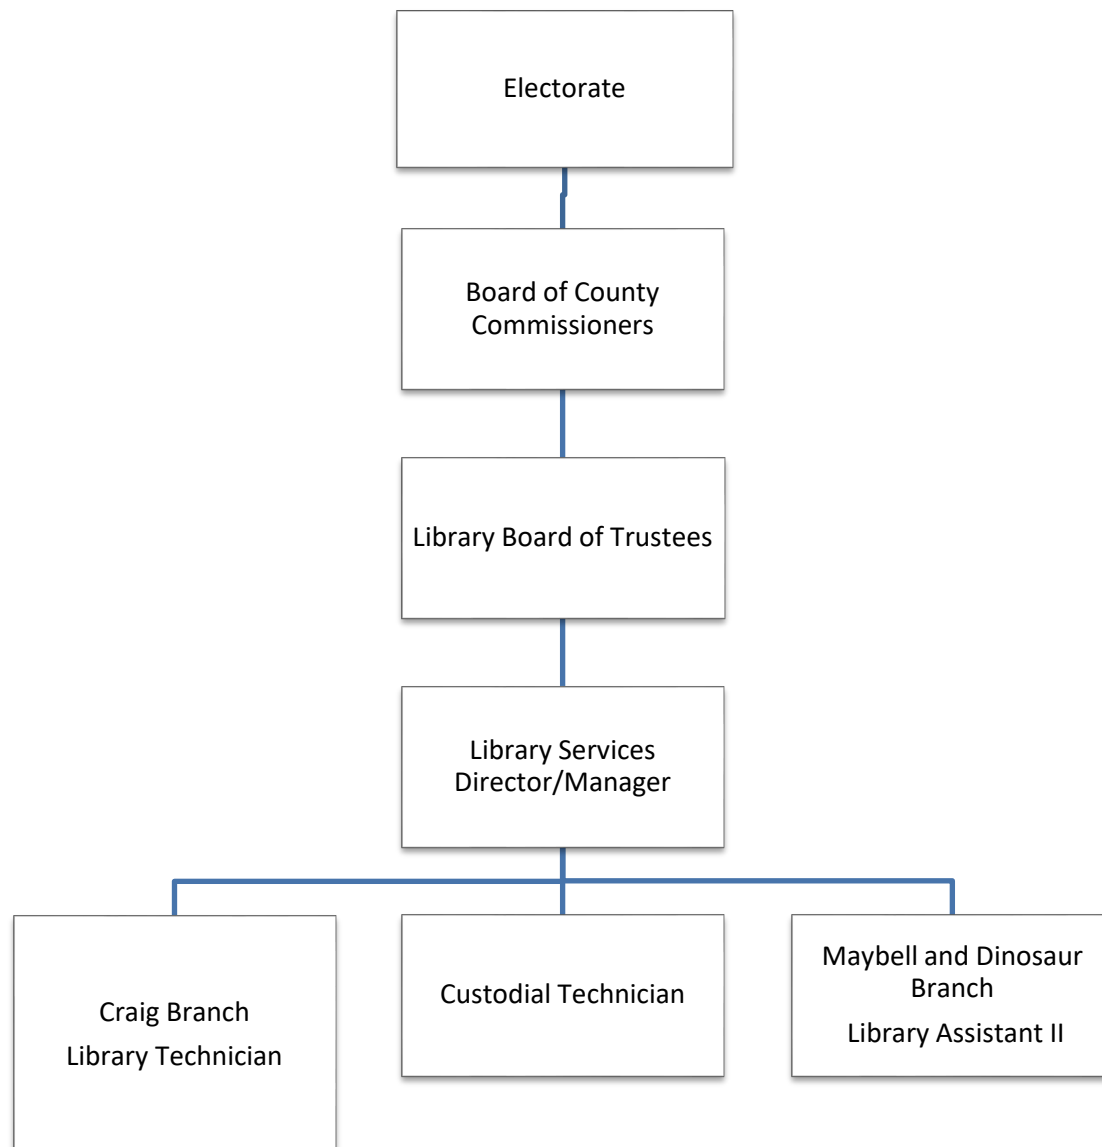 Electorate
Board of County
Commissioners
Library Board of Trustees
Library Services
Director/Manager
Craig Branch
Library Technician
Custodial Technician
Maybell and Dinosaur
Branch
Library Assistant II